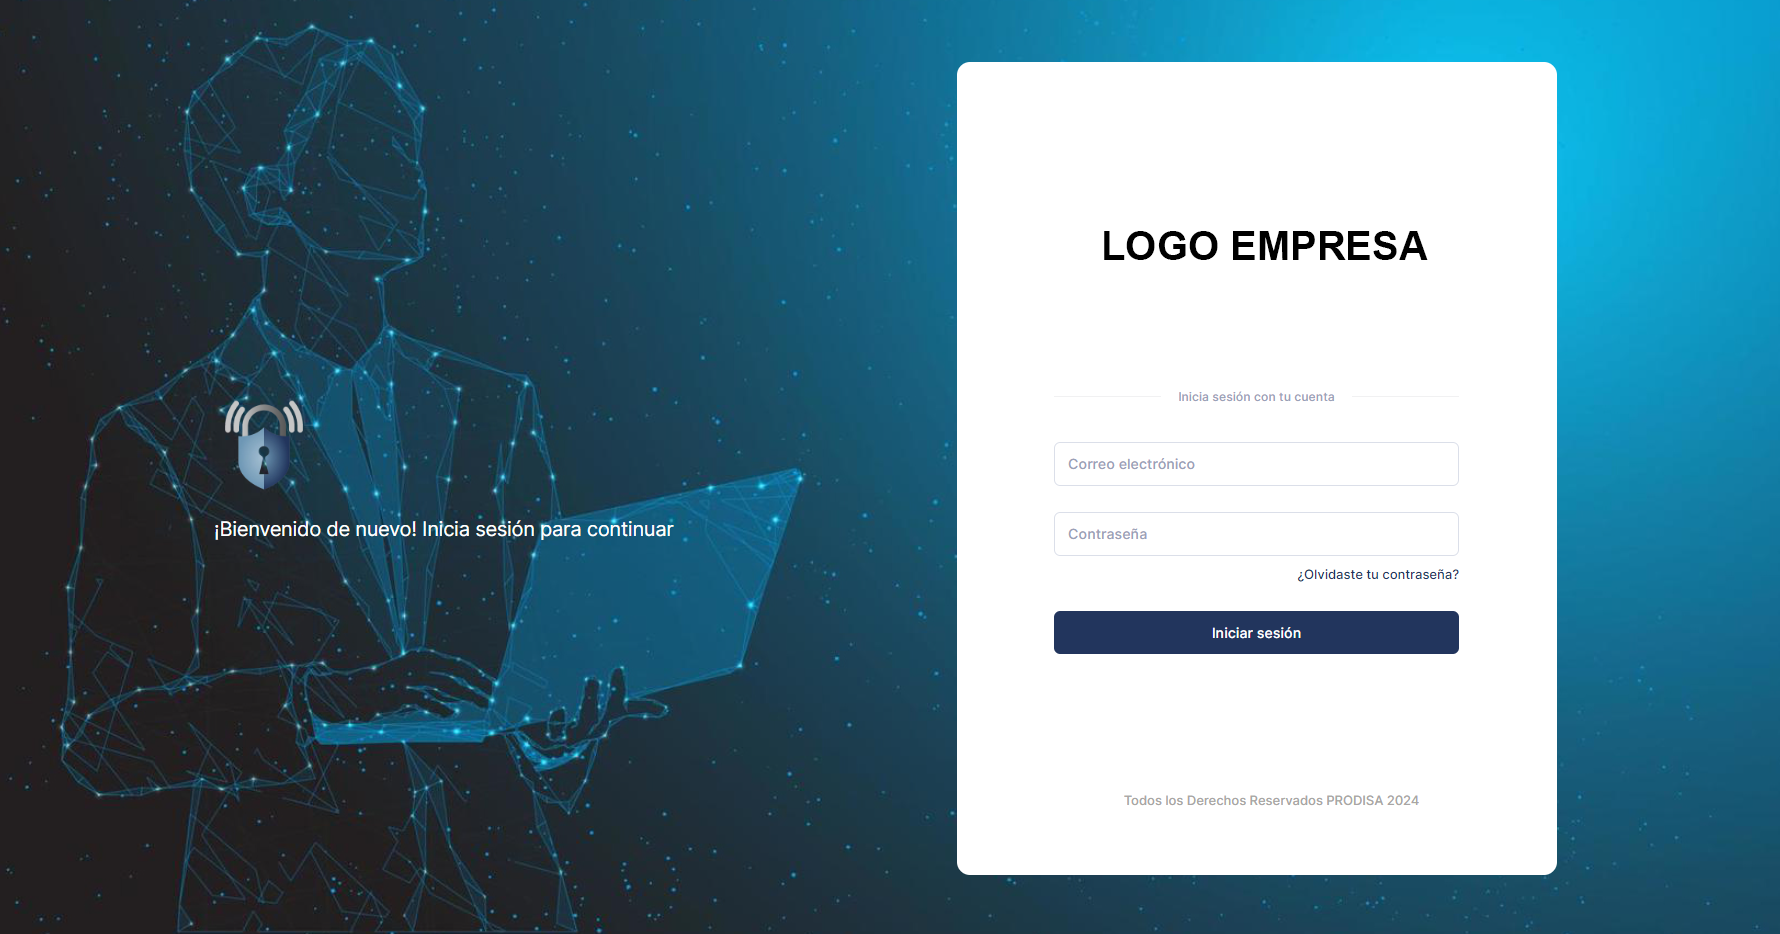 ¡Bienvenido de nuevo! Inicia sesión para continuar
LOGO EMPRESA
Inicia sesión con tu cuenta
Correo electrónico
Contraseña
¿Olvidaste tu contraseña?
Iniciar sesión
Todos los Derechos Reservados PRODISA 2024